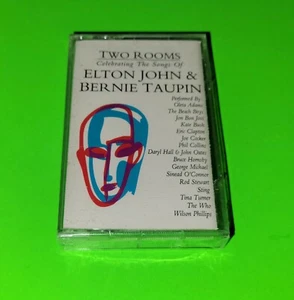 TWO ROOMS
Celebrating The Songs Of
ELTON JOHN &
BERNIE TAUPIN
Performed By:
Oleta Adams
The Beach Boys
Jon Bon Jovi
Kate Bush
Eric Clapton
Joe Cocker
Phil Collins
Daryl Hall & John Oates
Bruce Hornsby
George Michael
Sinead O'Connor
Rod Stewart
Sting
Tina Turner
The Who
Wilson Phillips